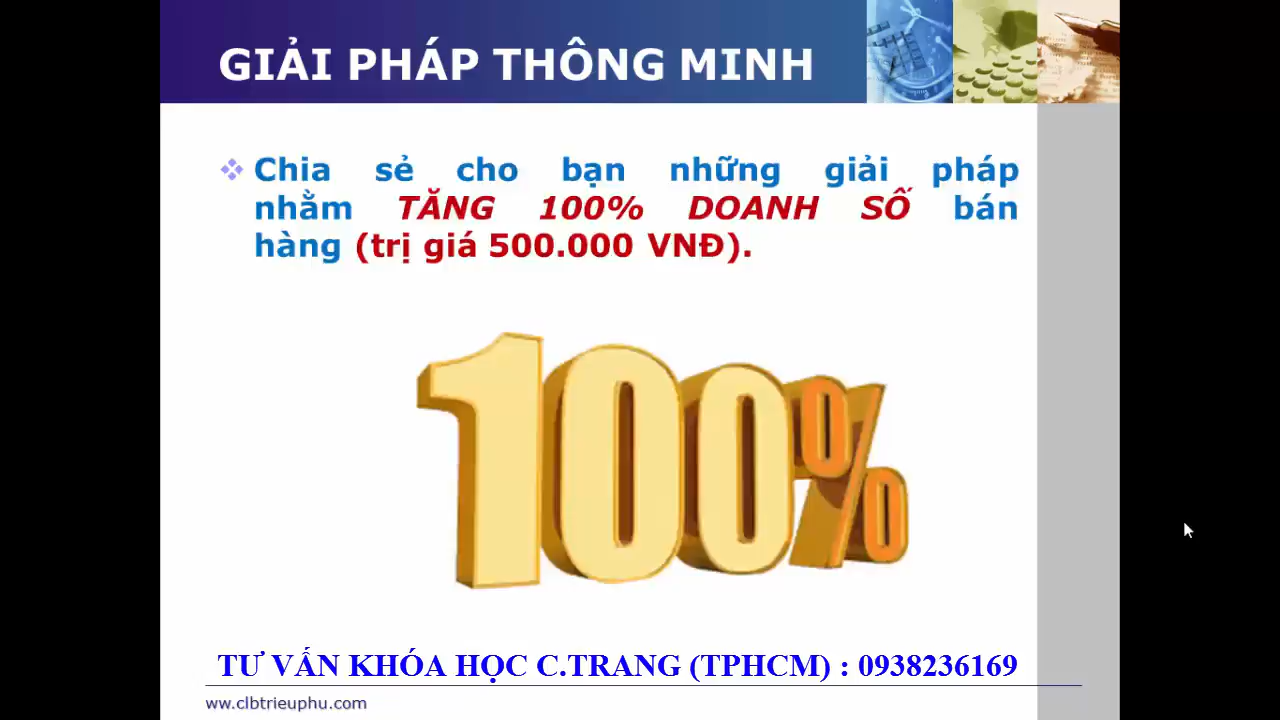 GIẢI PHÁP THÔNG MINH
Chia sẻ cho bạn những giải pháp
nhằm TĂNG 100% DOANH SỐ bán
hàng (trị giá 500.000 VNĐ).
100%
TƯ VẤN KHÓA HỌC C.TRANG (TPHCM) : 0938236169
ww.clbtrieuphu.com